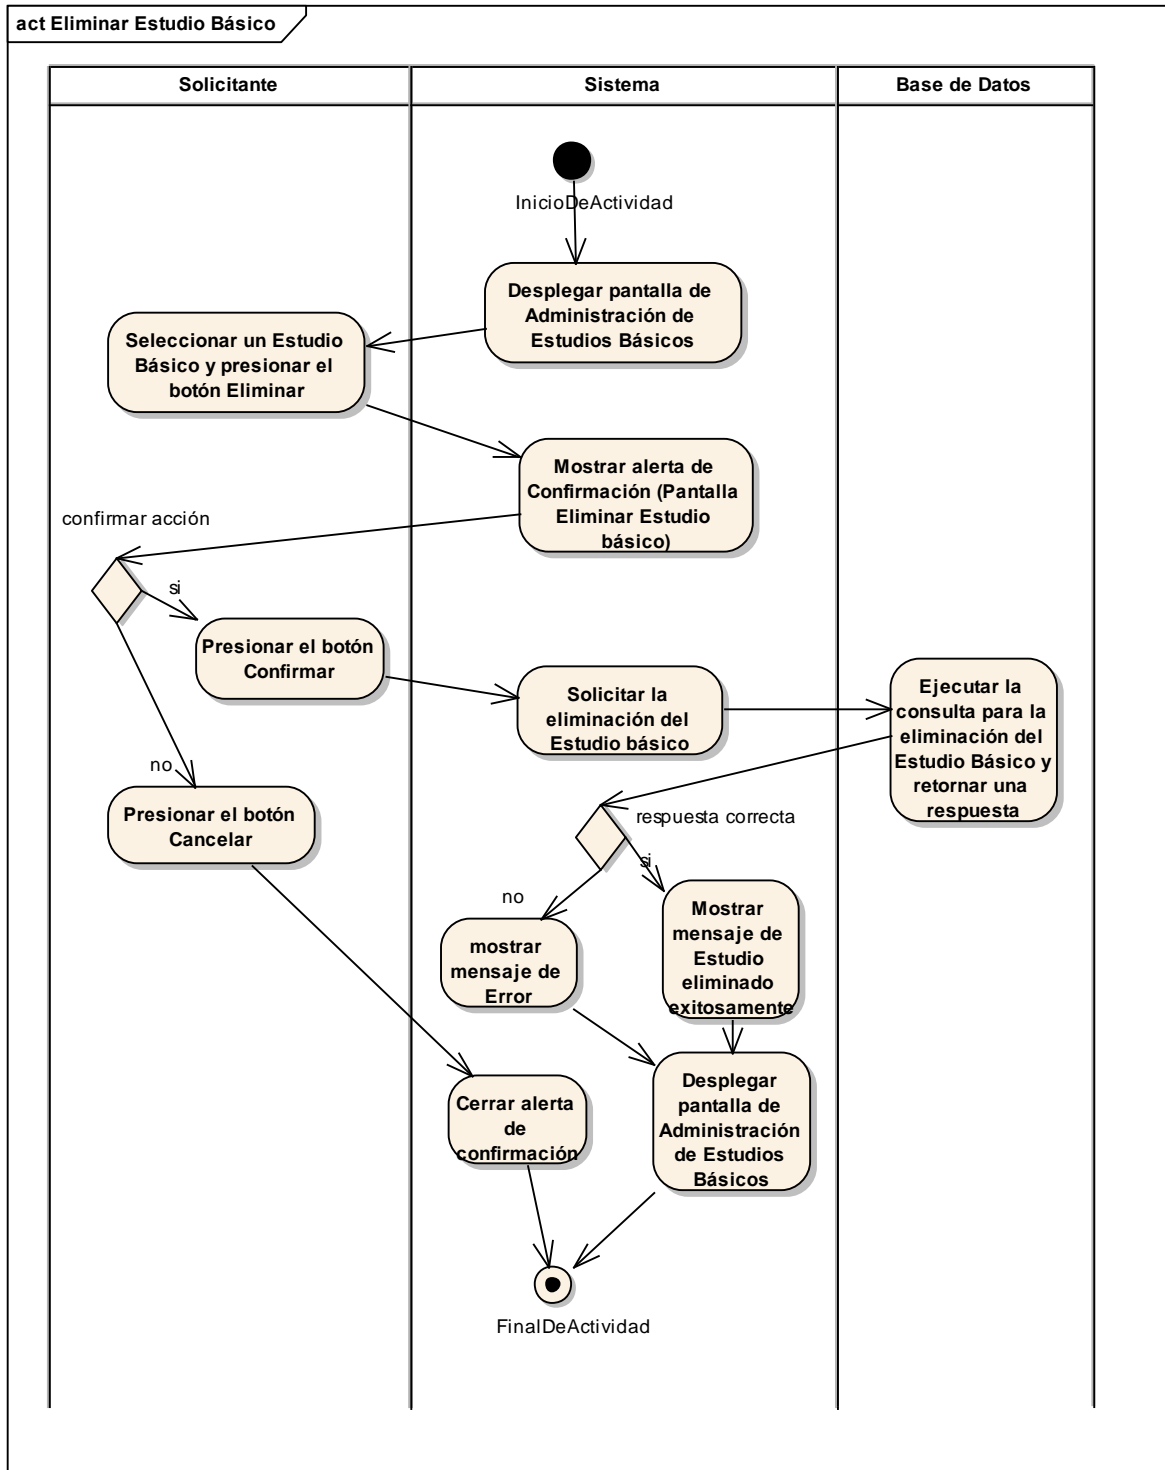 act Eliminar Estudio Básico
Solicitante
Sistema
Base de Datos
InicioDeActividad
Desplegar pantalla de
Administración de
Estudios Básicos
Seleccionar un Estudio
Básico y presionar el
botón Eliminar
Mostrar alerta de
Confirmación (Pantalla
Eliminar Estudio
básico)
confirmar acción
si
Presionar el botón
Confirmar
Solicitar la
eliminación del
Estudio básico
Ejecutar la
consulta para la
eliminación del
Estudio Básico y
retornar una
respuesta
no
Presionar el botón
Cancelar
respuesta correcta
si
no
Mostrar
mensaje de
Estudio
eliminado
exitosamente
mostrar
mensaje de
Error
Desplegar
pantalla de
Administración
de Estudios
Básicos
Cerrar alerta
de
confirmación
FinalDeActividad